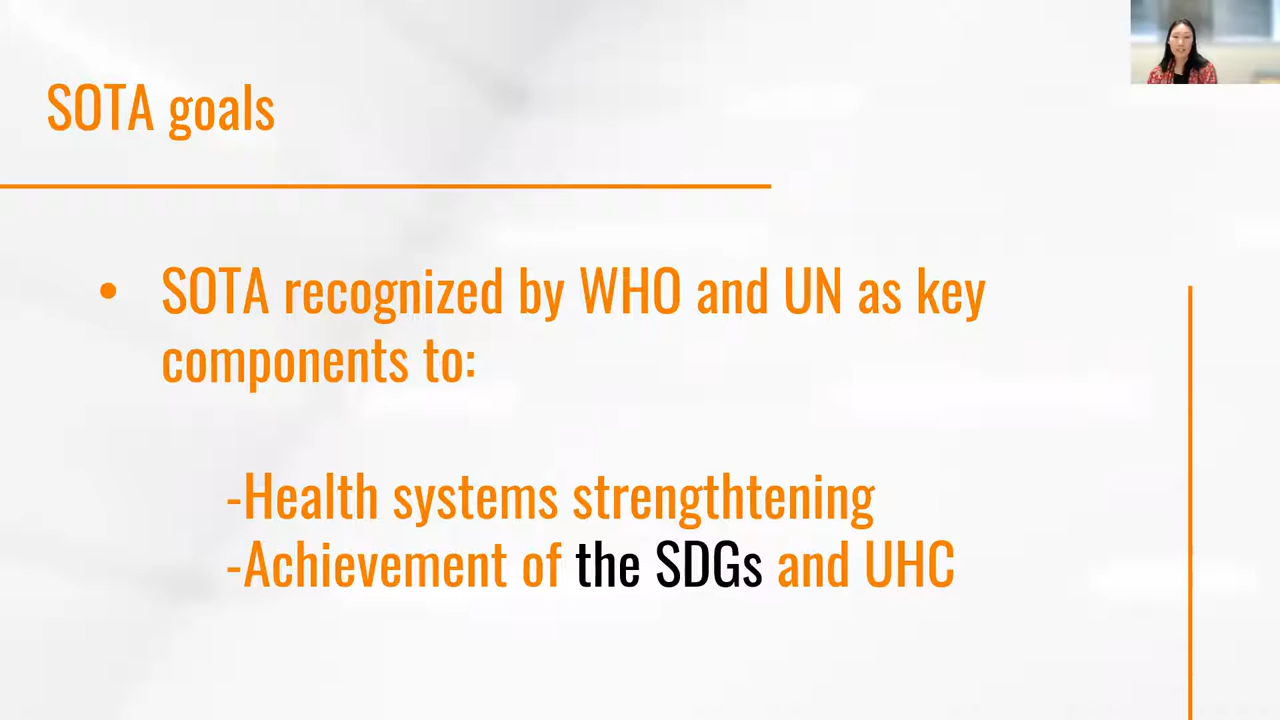 SOTA goals
• SOTA recognized by WHO and UN as key
components to:
-Health systems strengthtening
-Achievement of the SDGs and UHC